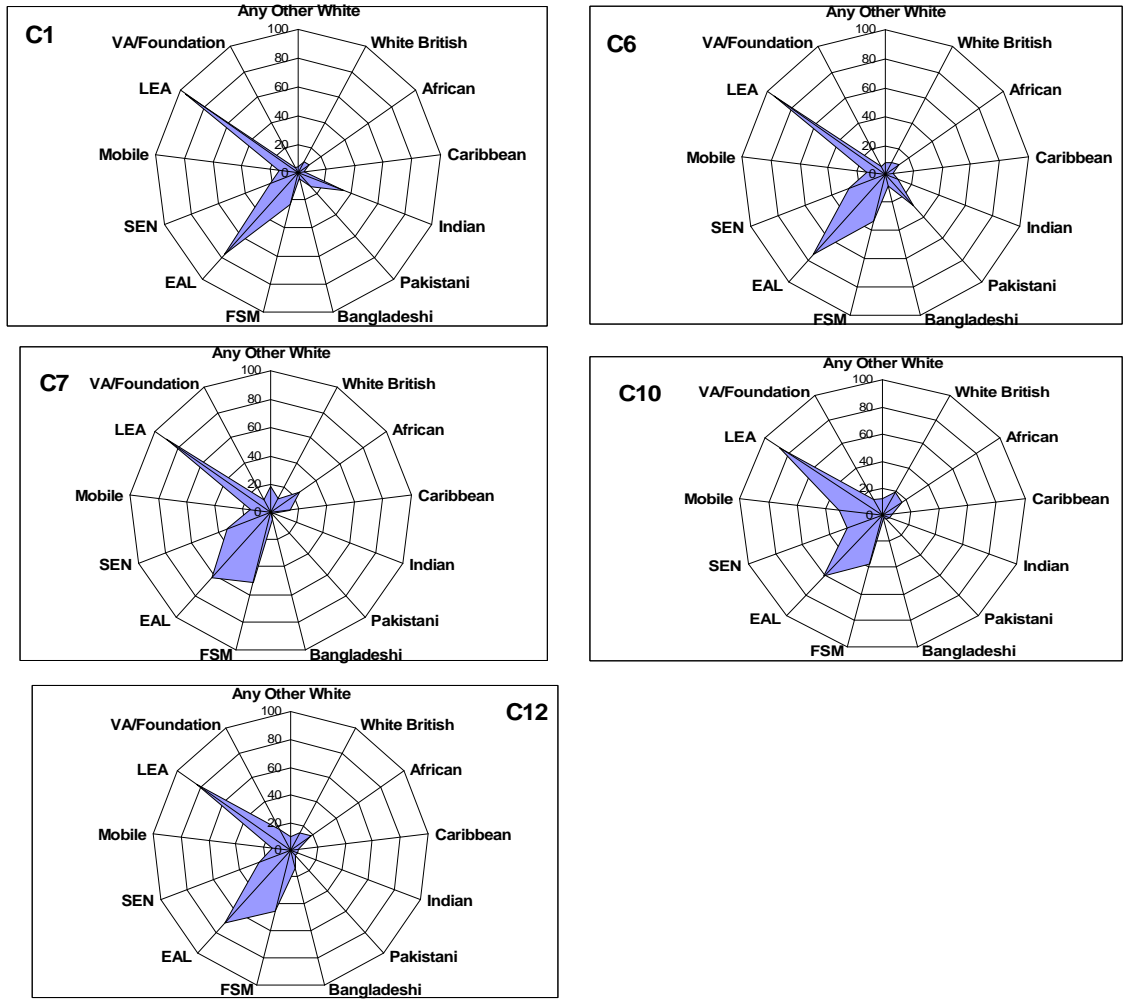 C1
Any Other White
White British
African
Caribbean
Indian
Pakistani
Bangladeshi
FSM
EAL
SEN
Mobile
LEA
VA/Foundation
100
80
60
40
20
0
C6
Any Other White
White British
African
Caribbean
Indian
Pakistani
Bangladeshi
FSM
EAL
SEN
Mobile
LEA
VA/Foundation
100
80
60
40
20
0
C7
Any Other White
White British
African
Caribbean
Indian
Pakistani
Bangladeshi
FSM
EAL
SEN
Mobile
LEA
VA/Foundation
100
80
60
40
20
0
C10
Any Other White
White British
African
Caribbean
Indian
Pakistani
Bangladeshi
FSM
EAL
SEN
Mobile
LEA
VA/Foundation
100
80
60
40
20
0
C12
Any Other White
White British
African
Caribbean
Indian
Pakistani
Bangladeshi
FSM
EAL
SEN
Mobile
LEA
VA/Foundation
100
80
60
40
20
0